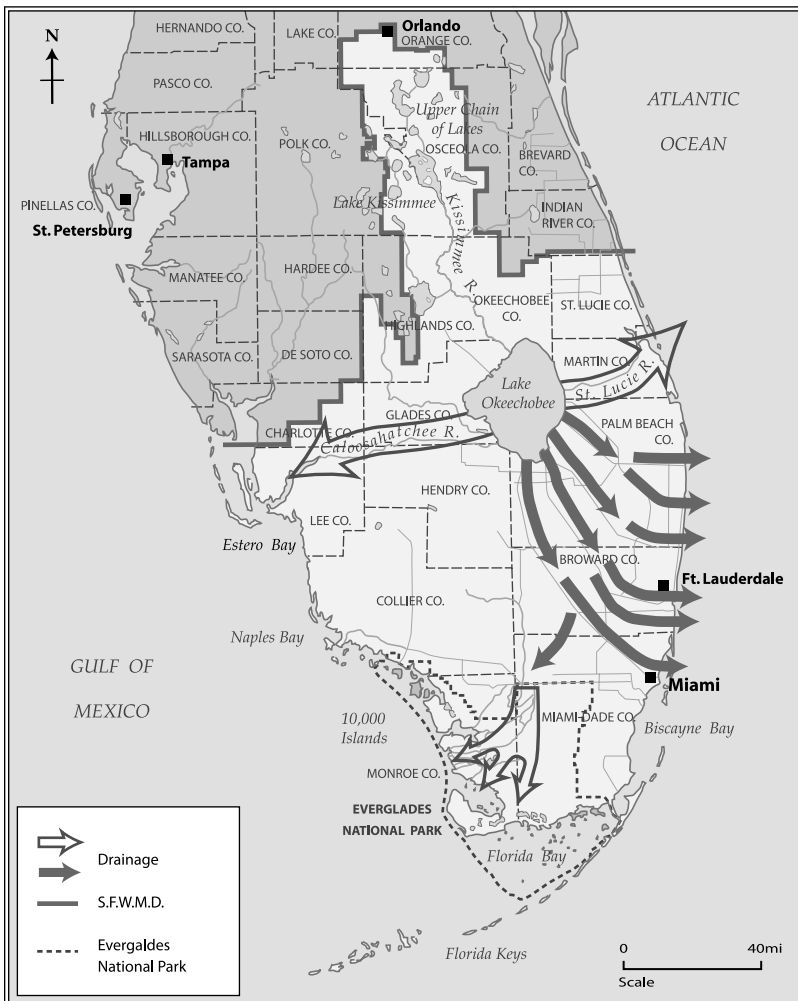 HERNANDO CO.
LAKE CO.
Orlando
ORANGE CO.
N
PASCO CO.
ATLANTIC
OCEAN
Upper Chain
of Lakes
HILLSBOROUGH CO.
POLK CO.
OSCEOLA CO.
BREVARD
CO.
Tampa
PINELLAS CO.
St. Petersburg
Lake Kissimmee
Kissimmee R.
INDIAN
RIVER CO.
MANATEE CO.
HARDEE CO.
OKEECHOBEE
CO.
ST. LUCIE CO.
HIGHLANDS CO.
SARASOTA CO.
DE SOTO CO.
MARTIN CO.
St. Lucie R.
Lake
Okeechobee
GLADES CO.
PALM BEACH
CO.
CHARLOTTE CO.
Caloosahatchee R.
HENDRY CO.
LEE CO.
Estero Bay
BROWARD CO.
Ft. Lauderdale
COLLIER CO.
Naples Bay
GULF OF
MEXICO
Miami
10,000
Islands
MIAMI-DADE CO.
Biscayne Bay
MONROE CO.
EVERGLADES
NATIONAL PARK
Florida Bay
Florida Keys
Drainage
S.F.W.M.D.
Evergaldes
National Park
0 40mi
Scale